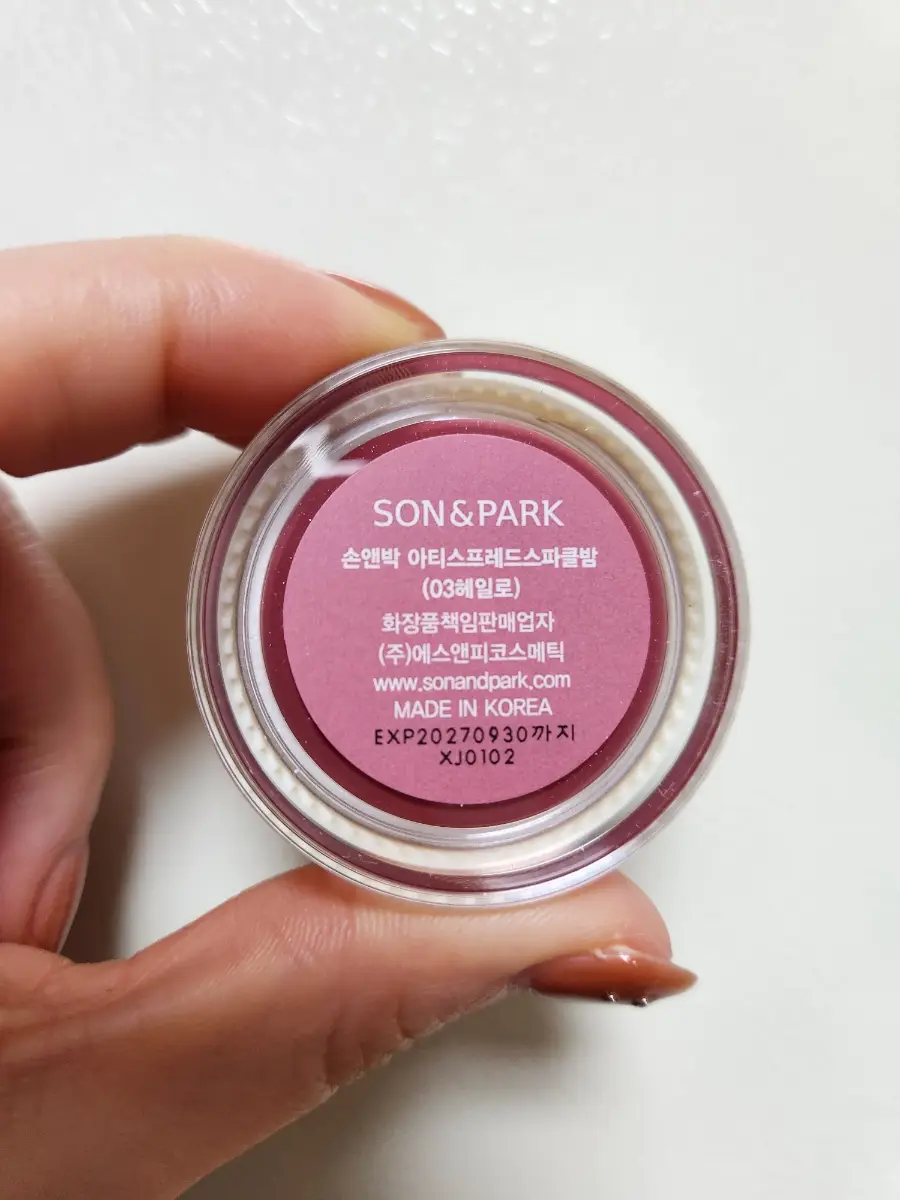 SON&PARK
손앤박 아티스프레드스파클밤
(03헤일로)
화장품책임판매업자
(주)에스앤피코스메틱
www.sonandpark.com
MADE IN KOREA
EXP20270930까지
XJ0102